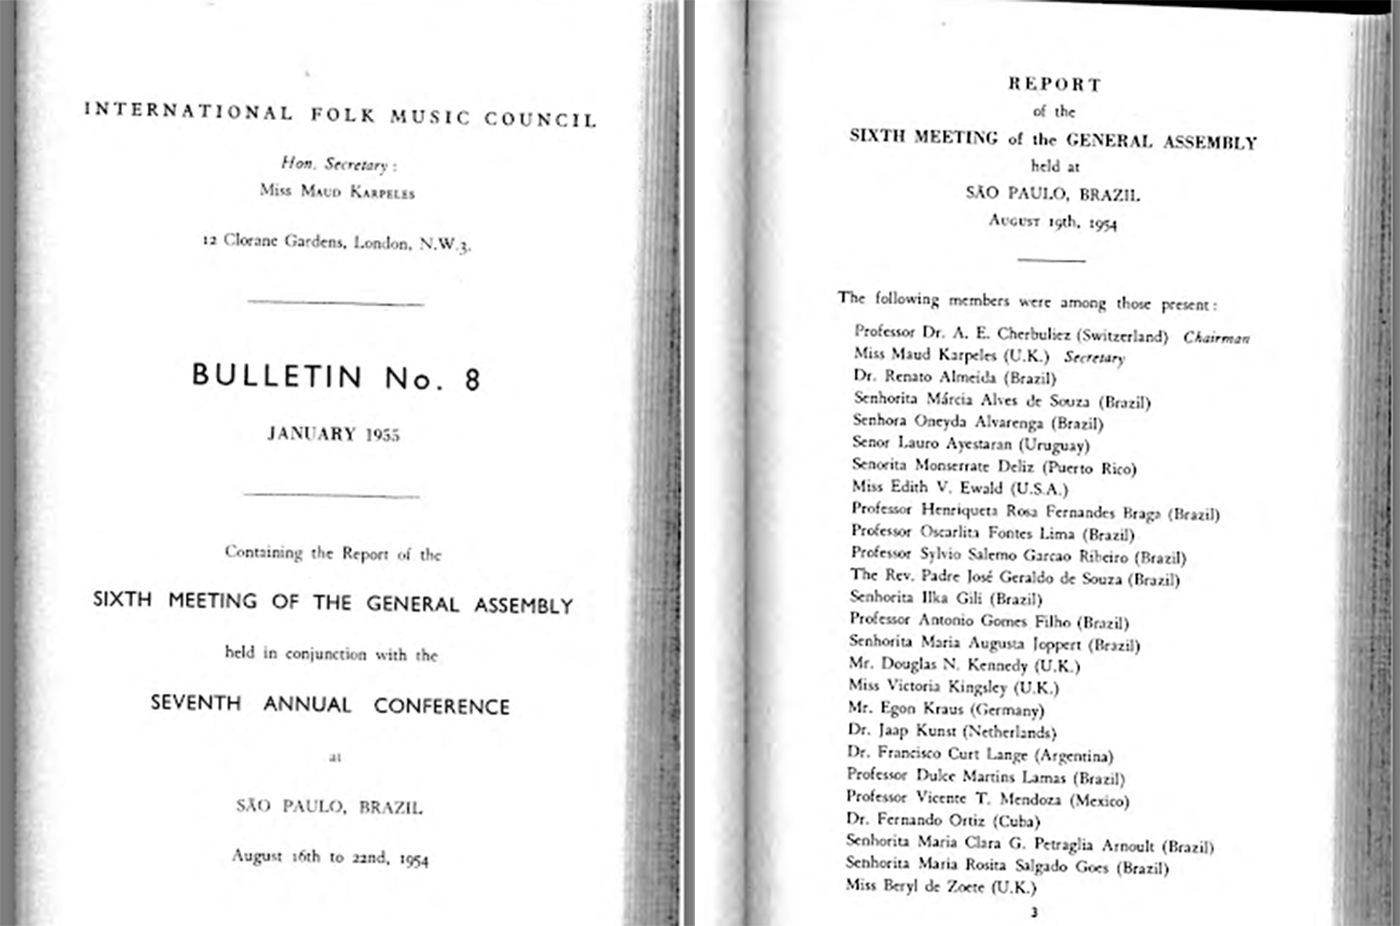 INTERNATIONAL FOLK MUSIC COUNCIL
Hon. Secretary:
Miss Maud Karpeles
12 Clorane Gardens, London, N.W.3.
BULLETIN No. 8
JANUARY 1955
Containing the Report of the
SIXTH MEETING OF THE GENERAL ASSEMBLY
held in conjunction with the
SEVENTH ANNUAL CONFERENCE
at
SÃO PAULO, BRAZIL
August 16th to 22nd, 1954
REPORT
of the
SIXTH MEETING of the GENERAL ASSEMBLY
held at
SÃO PAULO, BRAZIL
August 19th, 1954
The following members were among those present:
Professor Dr. A. E. Cherbuliez (Switzerland) Chairman
Miss Maud Karpeles (U.K.) Secretary
Dr. Renato Almeida (Brazil)
Senhorita Márcia Alves de Souza (Brazil)
Senhora Oneyda Alvarenga (Brazil)
Senor Lauro Ayestaran (Uruguay)
Senorita Monserrate Deliz (Puerto Rico)
Miss Edith V. Ewald (U.S.A.)
Professor Henriqueta Rosa Fernandes Braga (Brazil)
Professor Oscarlita Fontes Lima (Brazil)
Professor Sylvio Salemo Garcao Ribeiro (Brazil)
The Rev. Padre José Geraldo de Souza (Brazil)
Senhorita Ilka Gili (Brazil)
Professor Antonio Gomes Filho (Brazil)
Senhorita Maria Augusta Joppert (Brazil)
Mr. Douglas N. Kennedy (U.K.)
Miss Victoria Kingsley (U.K.)
Mr. Egon Kraus (Germany)
Dr. Jaap Kunst (Netherlands)
Dr. Francisco Curt Lange (Argentina)
Professor Dulce Martins Lamas (Brazil)
Professor Vicente T. Mendoza (Mexico)
Dr. Fernando Ortiz (Cuba)
Senhorita Maria Clara G. Petraglia Arnoult (Brazil)
Senhorita Maria Rosita Salgado Goes (Brazil)
Miss Beryl de Zoete (U.K.)
3